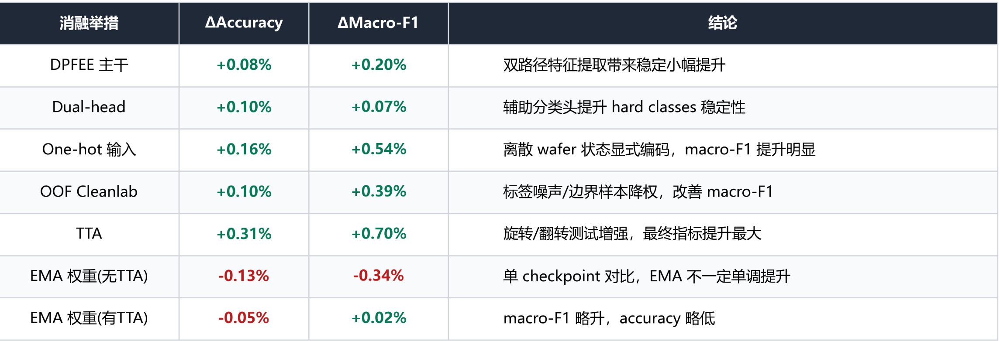 消融举措 ΔAccuracy ΔMacro-F1 结论
DPFEE 主干 +0.08% +0.20% 双路径特征提取带来稳定小幅提升
Dual-head +0.10% +0.07% 辅助分类头提升 hard classes 稳定性
One-hot 输入 +0.16% +0.54% 离散 wafer 状态显式编码，macro-F1 提升明显
OOF Cleanlab +0.10% +0.39% 标签噪声/边界样本降权，改善 macro-F1
TTA +0.31% +0.70% 旋转/翻转测试增强，最终指标提升最大
EMA 权重(无TTA) -0.13% -0.34% 单 checkpoint 对比，EMA 不一定单调提升
EMA 权重(有TTA) -0.05% +0.02% macro-F1 略升，accuracy 略低